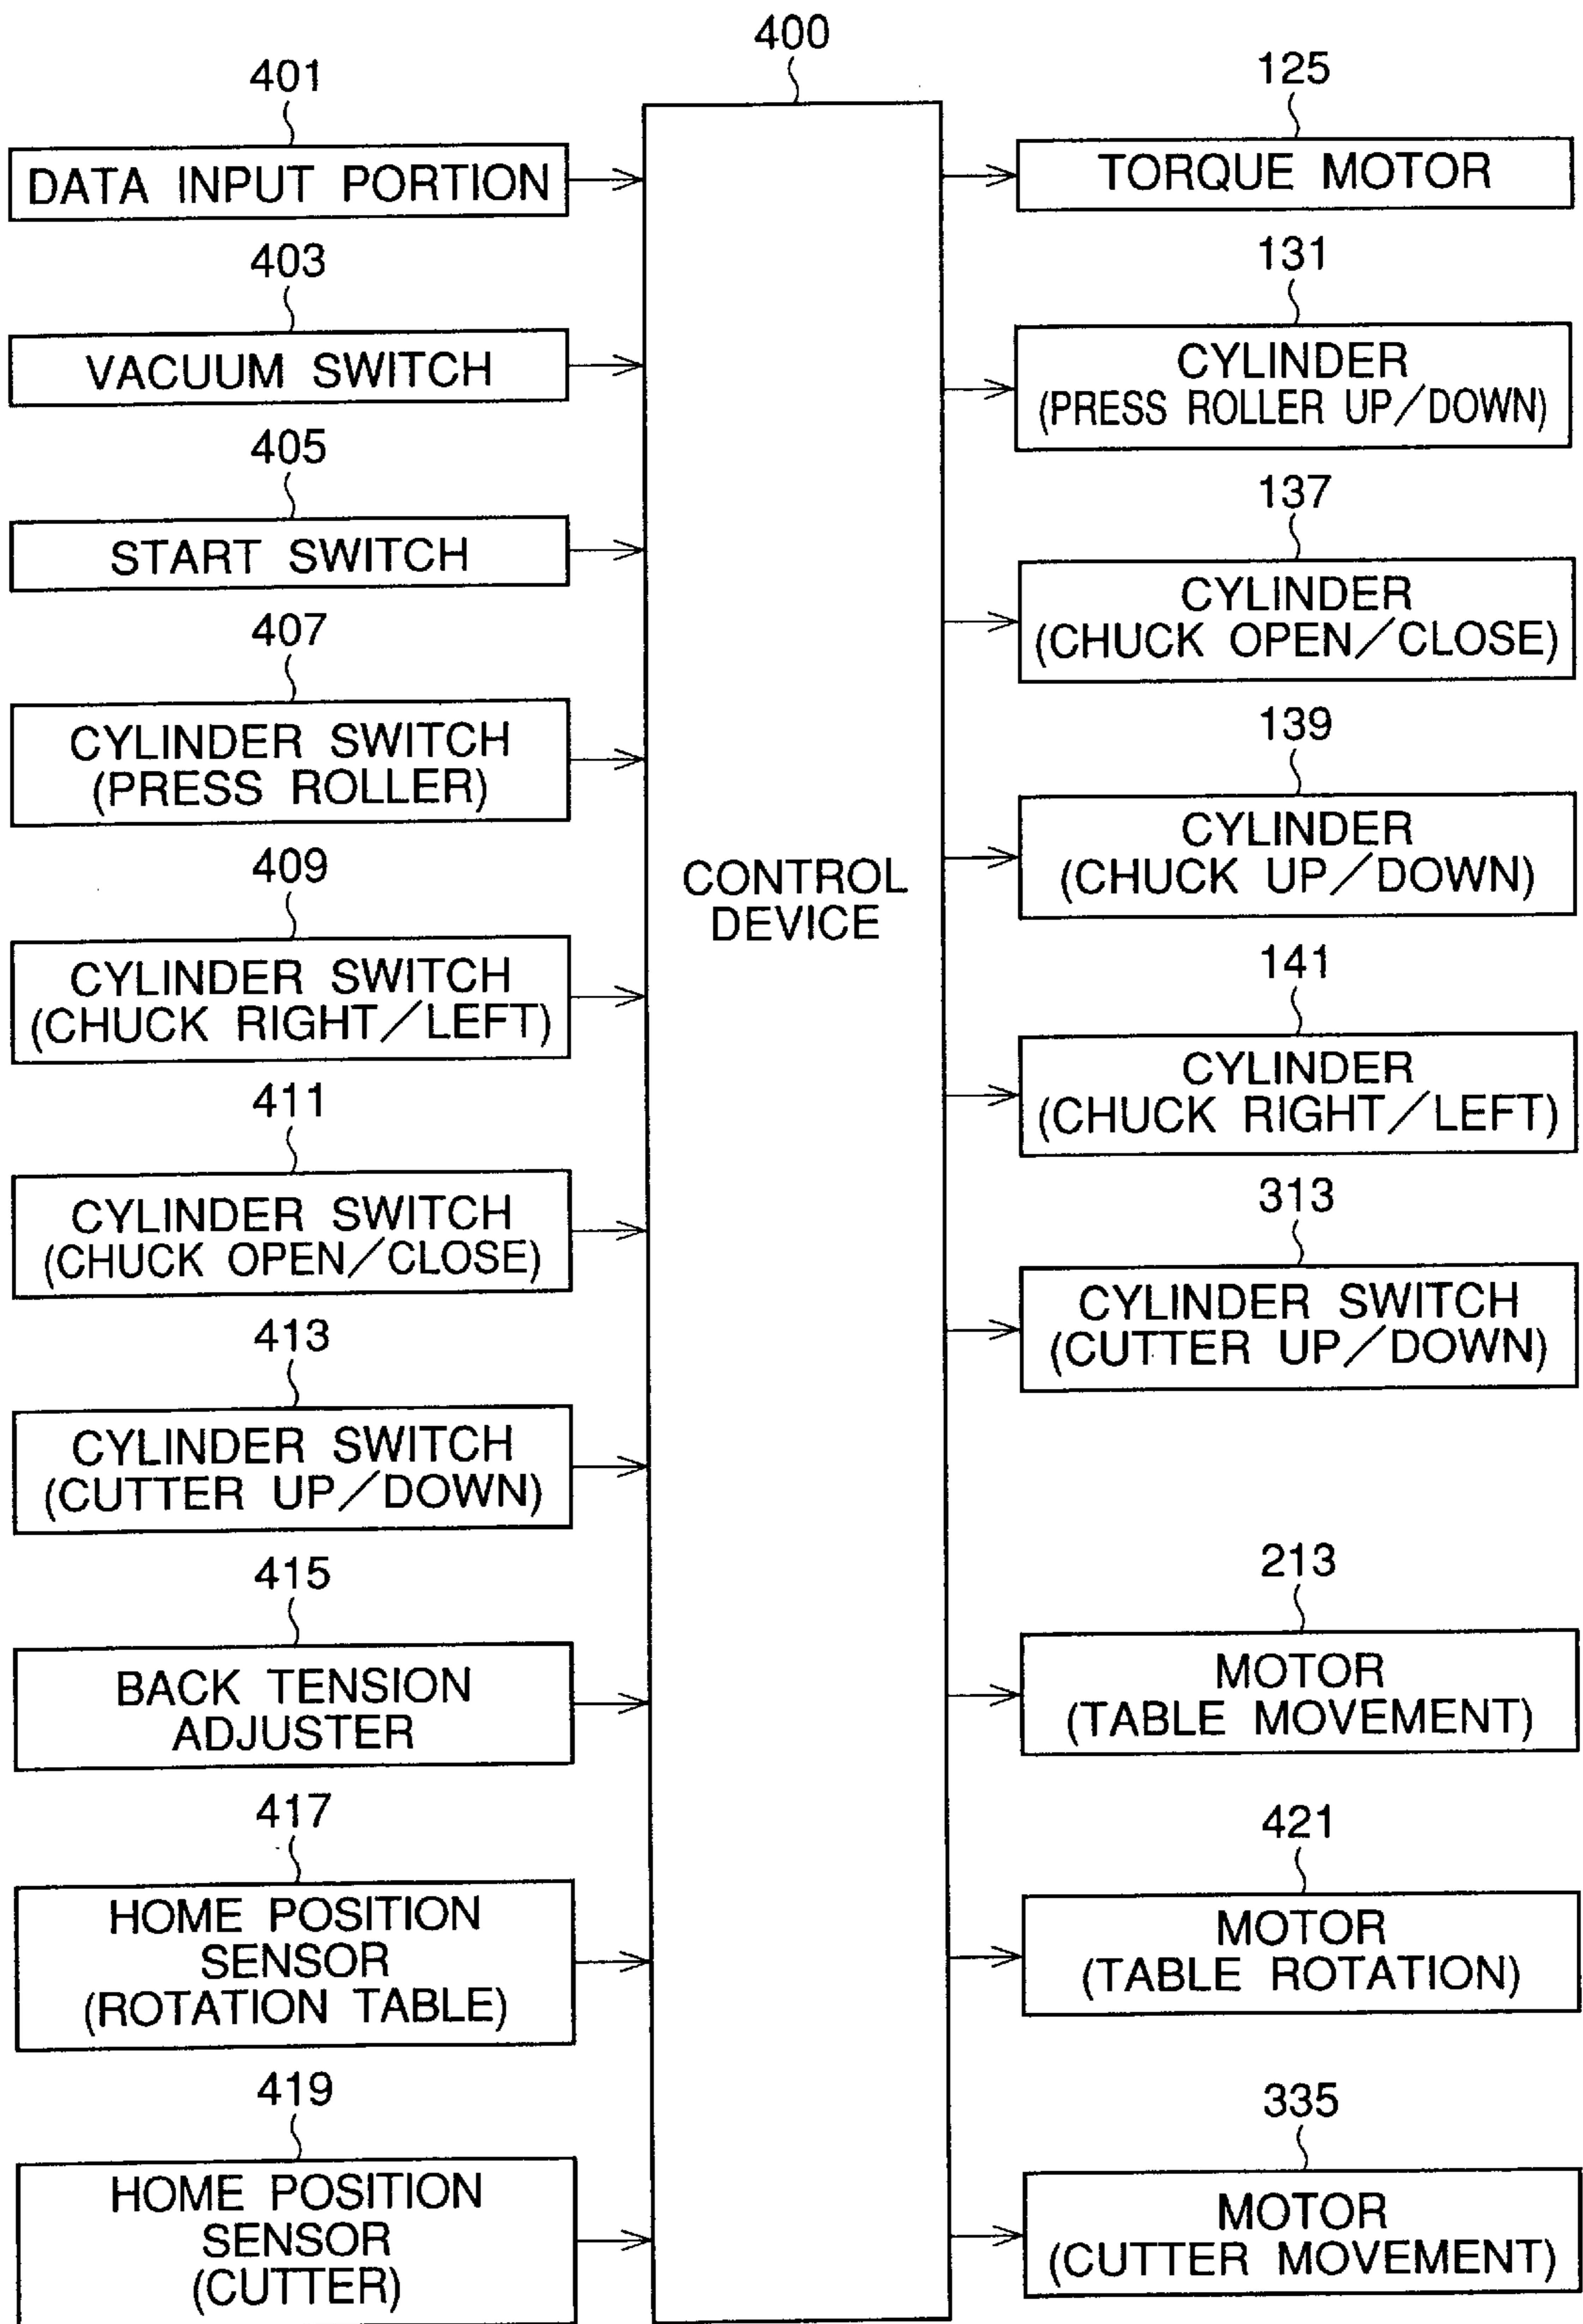 400
401
DATA INPUT PORTION
403
VACUUM SWITCH
405
START SWITCH
407
CYLINDER SWITCH
(PRESS ROLLER)
409
CYLINDER SWITCH
(CHUCK RIGHT/LEFT)
411
CYLINDER SWITCH
(CHUCK OPEN/CLOSE)
413
CYLINDER SWITCH
(CUTTER UP/DOWN)
415
BACK TENSION
ADJUSTER
417
HOME POSITION
SENSOR
(ROTATION TABLE)
419
HOME POSITION
SENSOR
(CUTTER)
CONTROL
DEVICE
125
TORQUE MOTOR
131
CYLINDER
(PRESS ROLLER UP/DOWN)
137
CYLINDER
(CHUCK OPEN/CLOSE)
139
CYLINDER
(CHUCK UP/DOWN)
141
CYLINDER
(CHUCK RIGHT/LEFT)
313
CYLINDER SWITCH
(CUTTER UP/DOWN)
213
MOTOR
(TABLE MOVEMENT)
421
MOTOR
(TABLE ROTATION)
335
MOTOR
(CUTTER MOVEMENT)